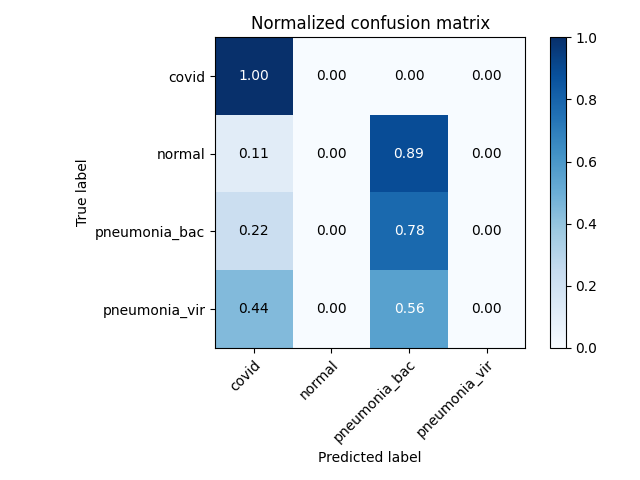 Normalized confusion matrix
True label
covid 1.00 0.00 0.00 0.00
normal 0.11 0.00 0.89 0.00
pneumonia_bac 0.22 0.00 0.78 0.00
pneumonia_vir 0.44 0.00 0.56 0.00
covid normal pneumonia_bac pneumonia_vir
Predicted label
1.0
0.8
0.6
0.4
0.2
0.0